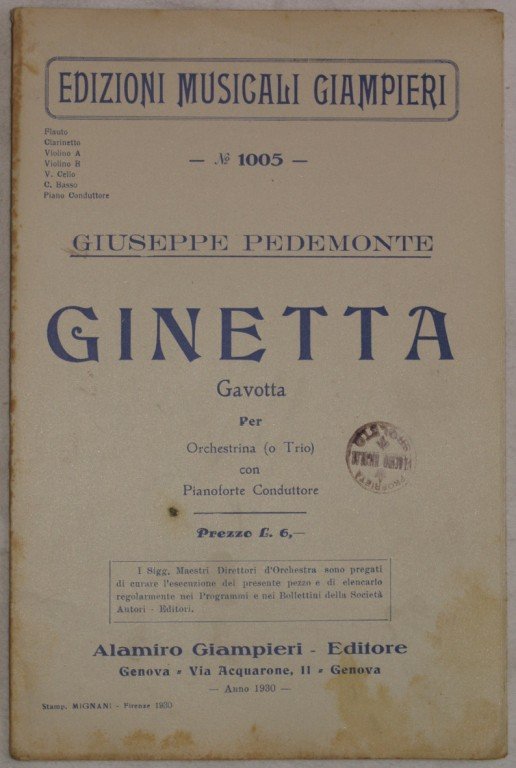 EDIZIONI MUSICALI GIAMPIERI
Flauto
Clarinetto
Violino A
Violino B
V. Cello
C. Basso
Piano Conduttore
— № 1005 —
GIUSEPPE PEDEMONTE
GINETTA
Gavotta
Per
Orchestrina (o Trio)
con
Pianoforte Conduttore
Prezzo L. 6,—
I Sigg. Maestri Direttori d'Orchestra sono pregati
di curare l'esecuzione del presente pezzo e di elencarlo
regolarmente nei Programmi e nei Bollettini della Società
Autori - Editori.
Alamiro Giampieri - Editore
Genova - Via Acquarone, 11 - Genova
— Anno 1930 —
Stamp. MIGNANI - Firenze 1930